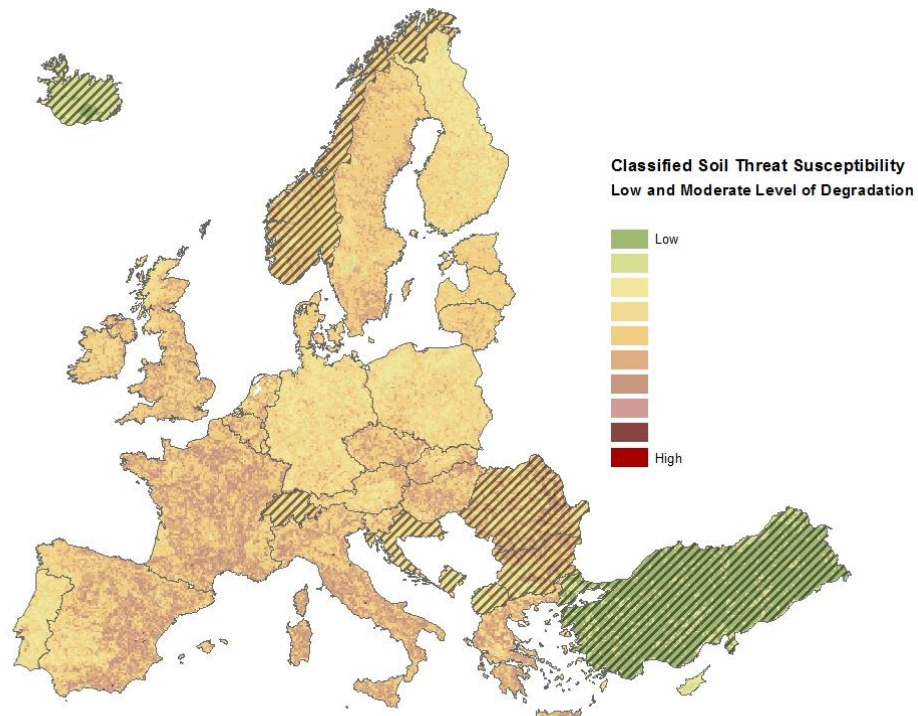 Classified Soil Threat Susceptibility
Low and Moderate Level of Degradation
Low
High